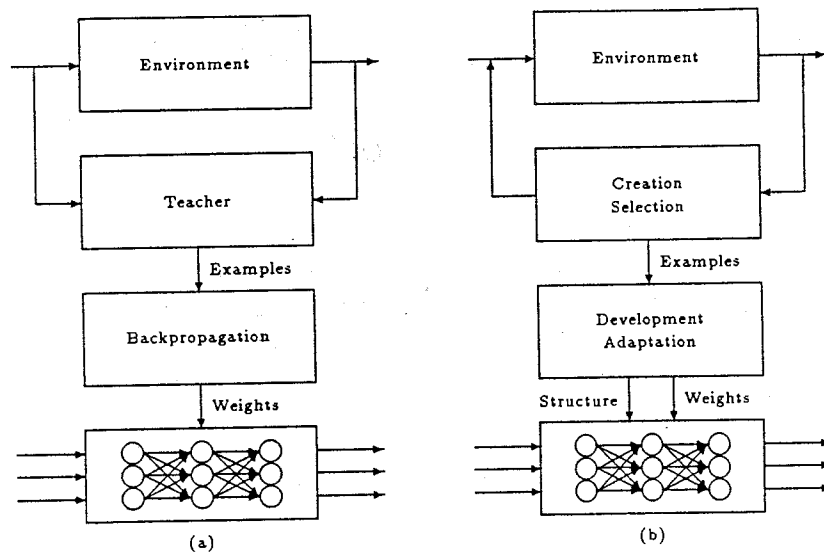 Environment
Teacher
Examples
Backpropagation
Weights
(a)
Environment
Creation
Selection
Examples
Development
Adaptation
Structure
Weights
(b)